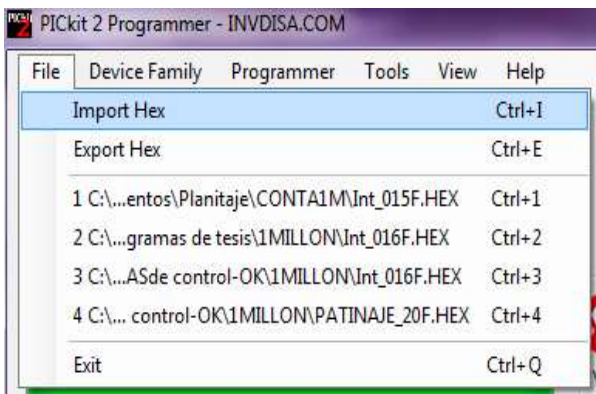 PICkit 2 Programmer - INVDISA.COM
File Device Family Programmer Tools View Help
Import Hex Ctrl+I
Export Hex Ctrl+E
1 C:\...entos\Planitaje\CONTA1M\Int_015F.HEX Ctrl+1
2 C:\...gramas de tesis\1MILLON\Int_016F.HEX Ctrl+2
3 C:\...ASde control-OK\1MILLON\Int_016F.HEX Ctrl+3
4 C:\... control-OK\1MILLON\PATINAJE_20F.HEX Ctrl+4
Exit Ctrl+Q